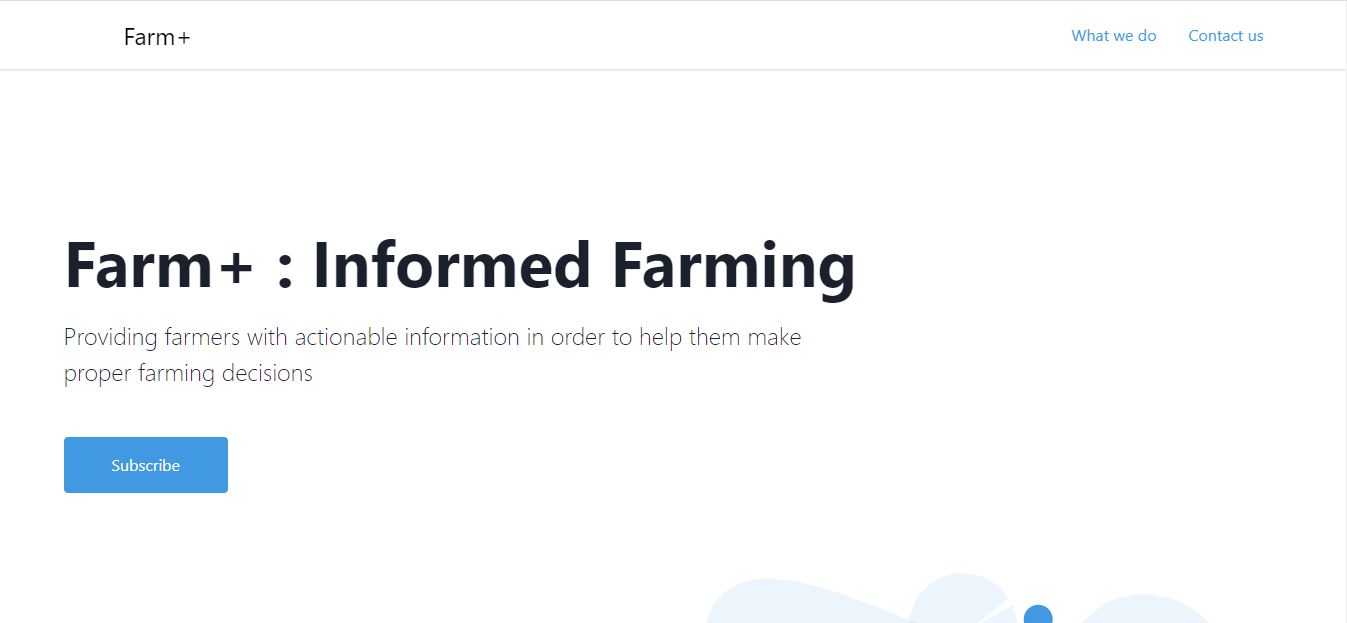 Farm+
What we do
Contact us
Farm+ : Informed Farming
Providing farmers with actionable information in order to help them make
proper farming decisions
Subscribe